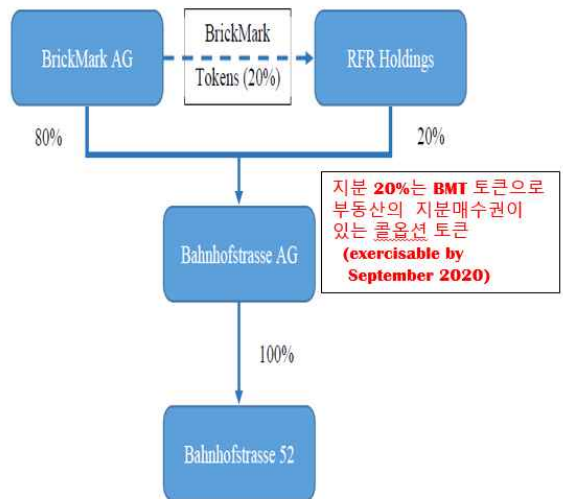 BrickMark
BrickMark AG
RFR Holdings
Tokens (20%)
80%
20%
지분 20%는 BMT 토큰으로
부동산의 지분매수권이
있는 콜옵션 토큰
(exercisable by
September 2020)
Bahnhofstrasse AG
100%
Bahnhofstrasse 52